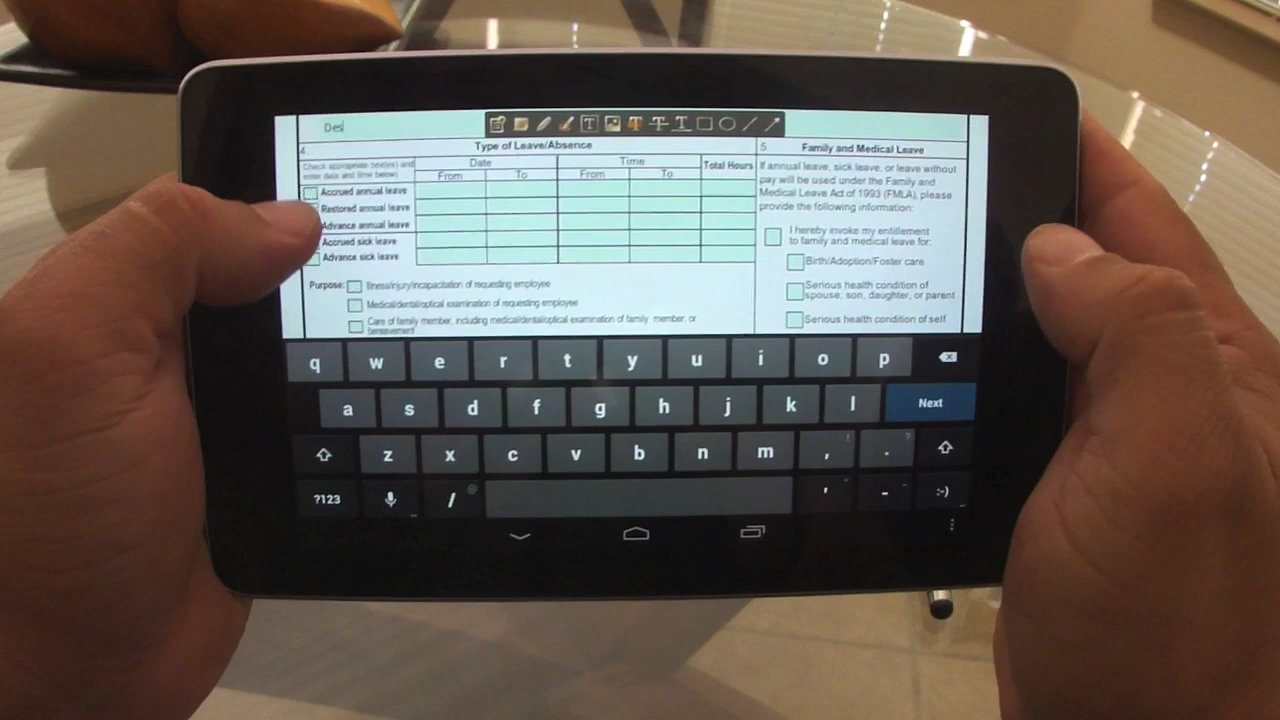 Des
4. Type of Leave/Absence
Check appropriate box(es) and enter date and time below)
Date Time Total Hours
From To From To
Accrued annual leave
Restored annual leave
Advance annual leave
Accrued sick leave
Advance sick leave
Purpose: Illness/injury/incapacitation of requesting employee
Medical/dental/optical examination of requesting employee
Care of family member, including medical/dental/optical examination of family member, or
bereavement
5. Family and Medical Leave
If annual leave, sick leave, or leave without
pay will be used under the Family and
Medical Leave Act of 1993 (FMLA), please
provide the following information:
I hereby invoke my entitlement
to family and medical leave for:
Birth/Adoption/Foster care
Serious health condition of
spouse, son, daughter, or parent
Serious health condition of self
q w e r t y u i o p
a s d f g h j k l Next
z x c v b n m , ! . ?
?123 / ' - :-)